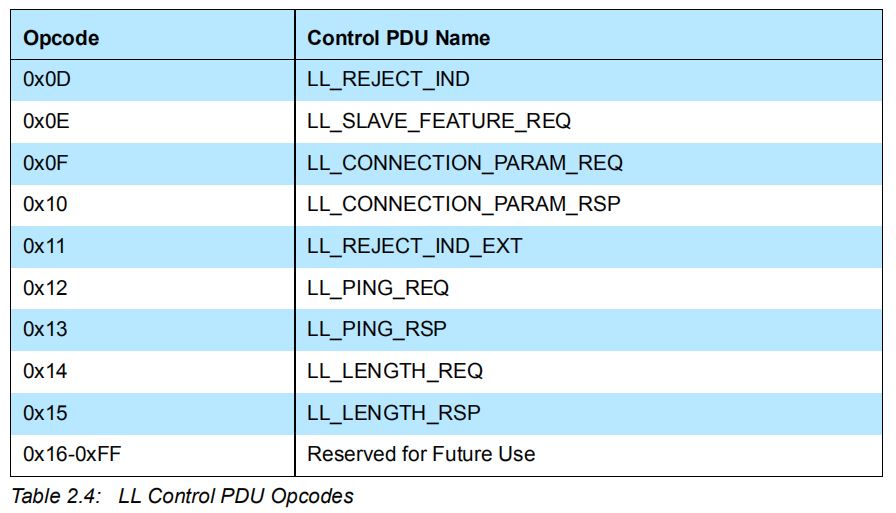 Opcode Control PDU Name
0x0D LL_REJECT_IND
0x0E LL_SLAVE_FEATURE_REQ
0x0F LL_CONNECTION_PARAM_REQ
0x10 LL_CONNECTION_PARAM_RSP
0x11 LL_REJECT_IND_EXT
0x12 LL_PING_REQ
0x13 LL_PING_RSP
0x14 LL_LENGTH_REQ
0x15 LL_LENGTH_RSP
0x16-0xFF Reserved for Future Use
Table 2.4: LL Control PDU Opcodes